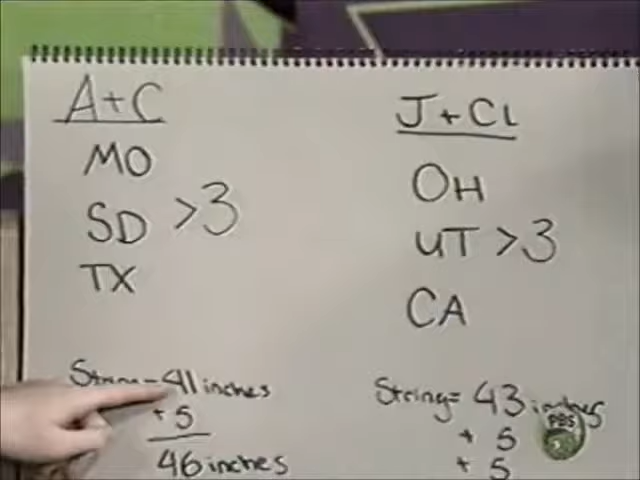 A+C
MO
SD >3
TX
String= 41 inches
+ 5
46 inches
J + CL
OH
UT >3
CA
String= 43 inches
+ 5
+ 5
PBS